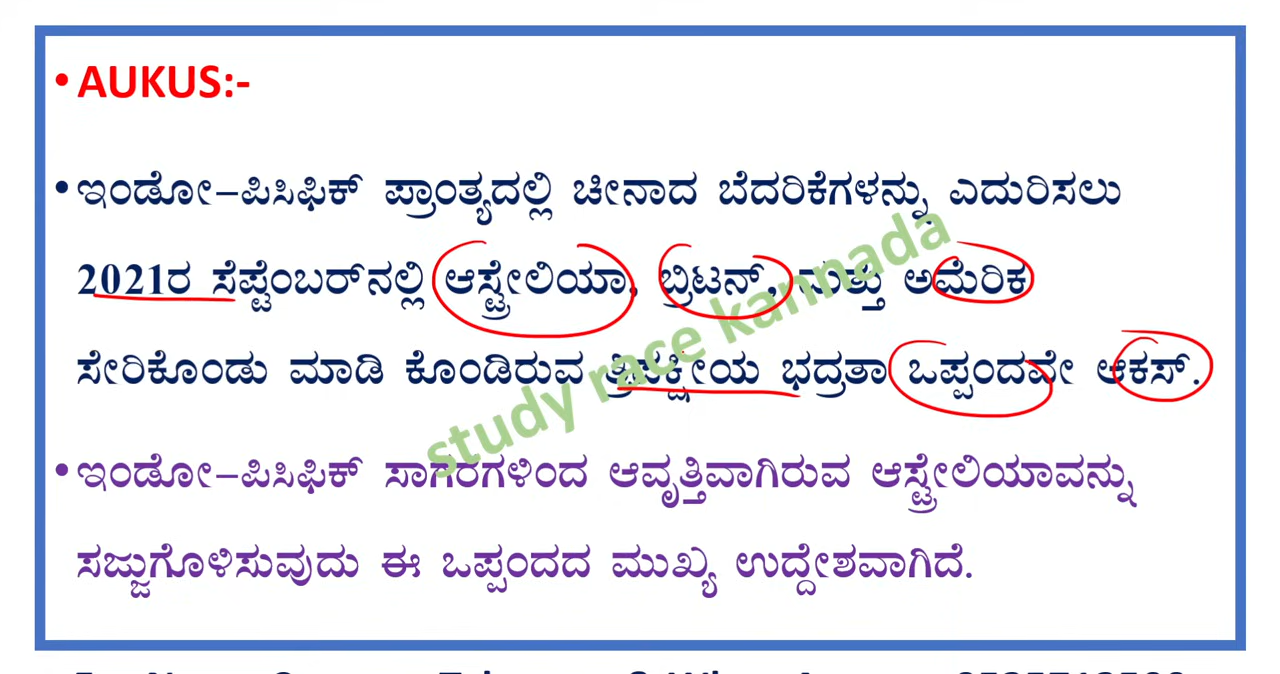 • AUKUS:-
• ಇಂಡೋ–ಪಿಸಿಫಿಕ್ ಪ್ರಾಂತ್ಯದಲ್ಲಿ ಚೀನಾದ ಬೆದರಿಕೆಗಳನ್ನು ಎದುರಿಸಲು
2021ರ ಸೆಪ್ಟೆಂಬರ್‌ನಲ್ಲಿ ಆಸ್ಟ್ರೇಲಿಯಾ, ಬ್ರಿಟನ್, ಮತ್ತು ಅಮೆರಿಕ
ಸೇರಿಕೊಂಡು ಮಾಡಿ ಕೊಂಡಿರುವ ತ್ರಿಪಕ್ಷೀಯ ಭದ್ರತಾ ಒಪ್ಪಂದವೇ ಆಕಸ್.
study race kannada
• ಇಂಡೋ–ಪಿಸಿಫಿಕ್ ಸಾಗರಗಳಿಂದ ಆವೃತ್ತಿವಾಗಿರುವ ಆಸ್ಟ್ರೇಲಿಯಾವನ್ನು
ಸಜ್ಜುಗೊಳಿಸುವುದು ಈ ಒಪ್ಪಂದದ ಮುಖ್ಯ ಉದ್ದೇಶವಾಗಿದೆ.